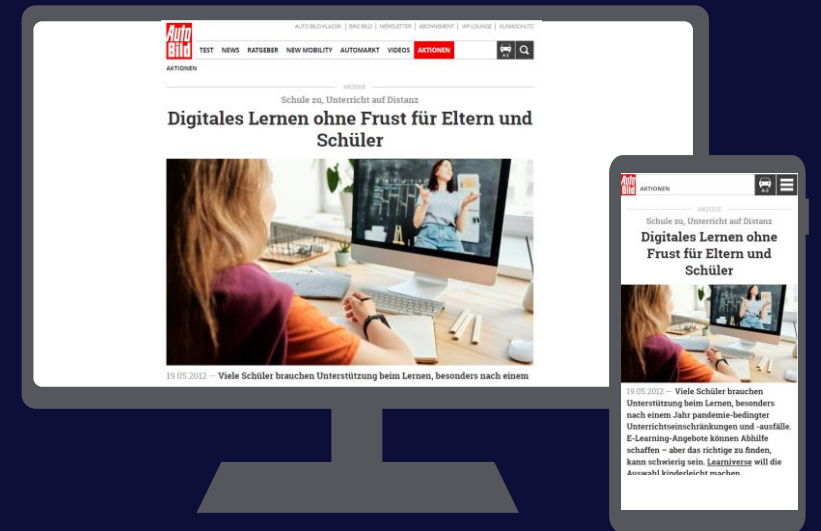 AUTO BILD KLASSIK | BIKE BILD | NEWSLETTER | ABONNEMENT | VIP-LOUNGE | KLIMASCHUTZ
Auto
Bild
TEST NEWS RATGEBER NEW MOBILITY AUTOMARKT VIDEOS AKTIONEN
A-Z
AKTIONEN
ANZEIGE
Schule zu, Unterricht auf Distanz
Digitales Lernen ohne Frust für Eltern und
Schüler
19.05.2012 — Viele Schüler brauchen Unterstützung beim Lernen, besonders nach einem
Auto
Bild
AKTIONEN
A-Z
ANZEIGE
Schule zu, Unterricht auf Distanz
Digitales Lernen ohne
Frust für Eltern und
Schüler
19.05.2012 — Viele Schüler brauchen
Unterstützung beim Lernen, besonders
nach einem Jahr pandemie-bedingter
Unterrichtseinschränkungen und -ausfälle.
E-Learning-Angebote können Abhilfe
schaffen – aber das richtige zu finden,
kann schwierig sein. Learniverse will die
Auswahl kinderleicht machen